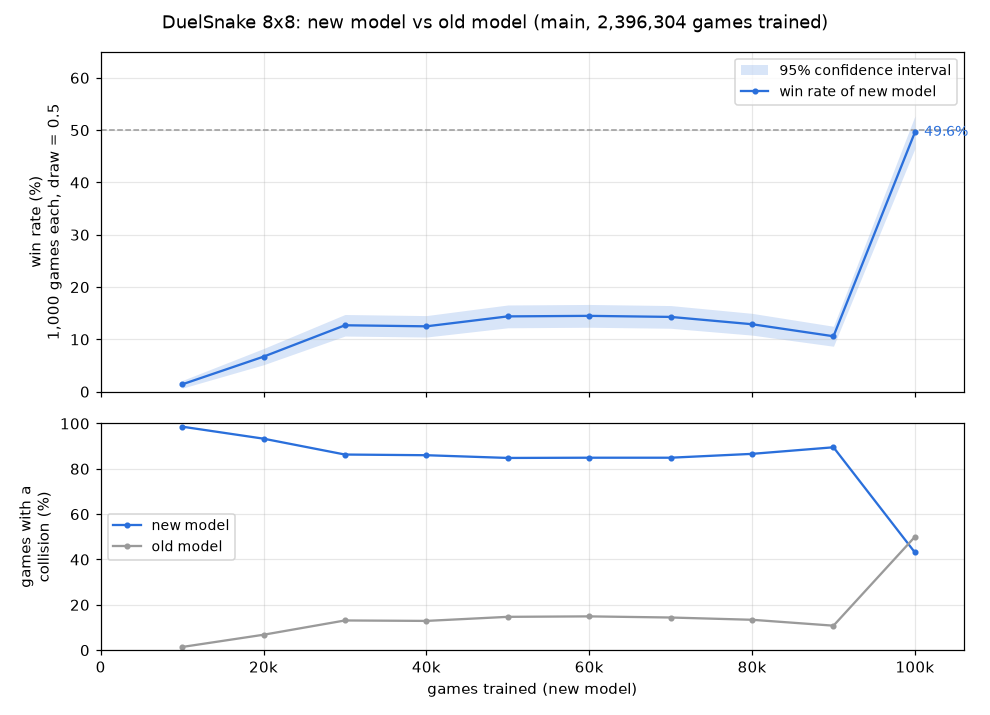 DuelSnake 8x8: new model vs old model (main, 2,396,304 games trained)
95% confidence interval
win rate of new model
win rate (%)
1,000 games each, draw = 0.5
60
50
40
30
20
10
0
49.6%
games with a
collision (%)
100
80
60
40
20
0
new model
old model
0
20k
40k
60k
80k
100k
games trained (new model)